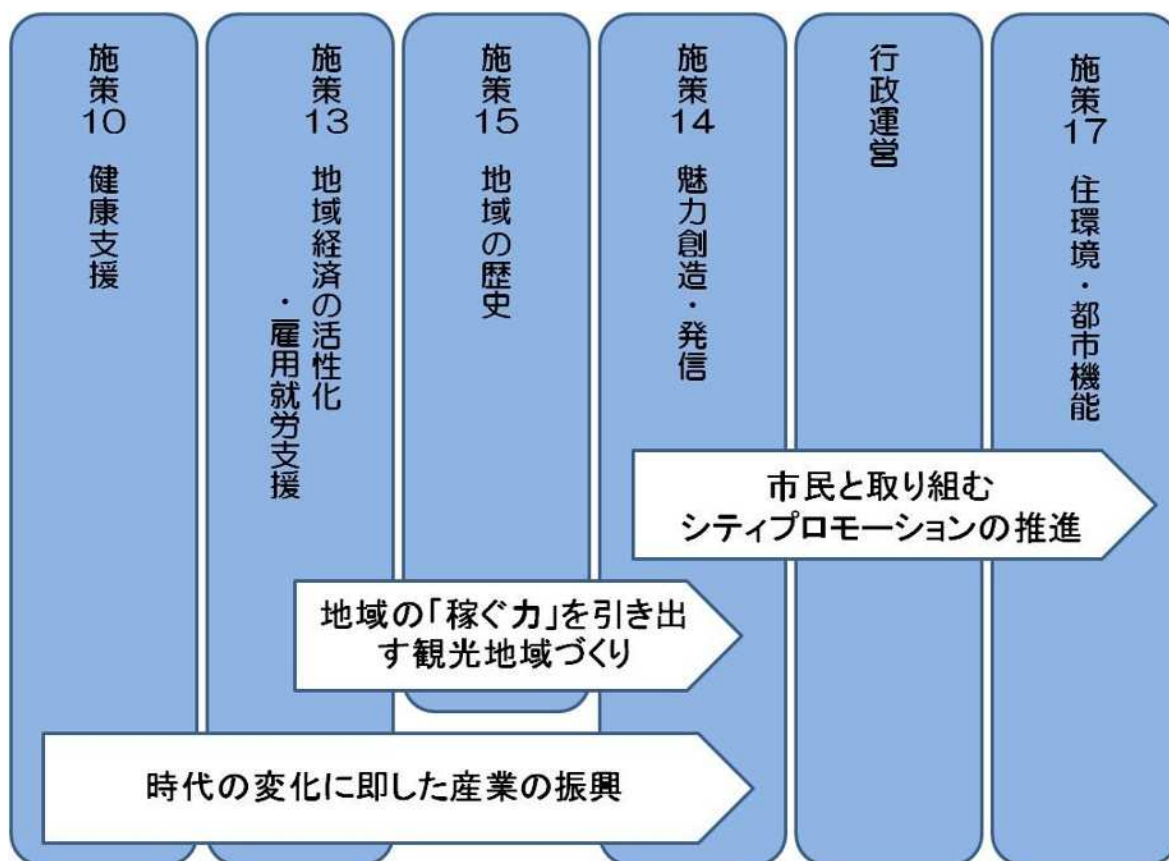 施策10 健康支援
施策13 地域経済の活性化
・雇用就労支援
施策15 地域の歴史
施策14 魅力創造・発信
行政運営
施策17 住環境・都市機能
市民と取り組む
シティプロモーションの推進
地域の「稼ぐ力」を引き出
す観光地域づくり
時代の変化に即した産業の振興